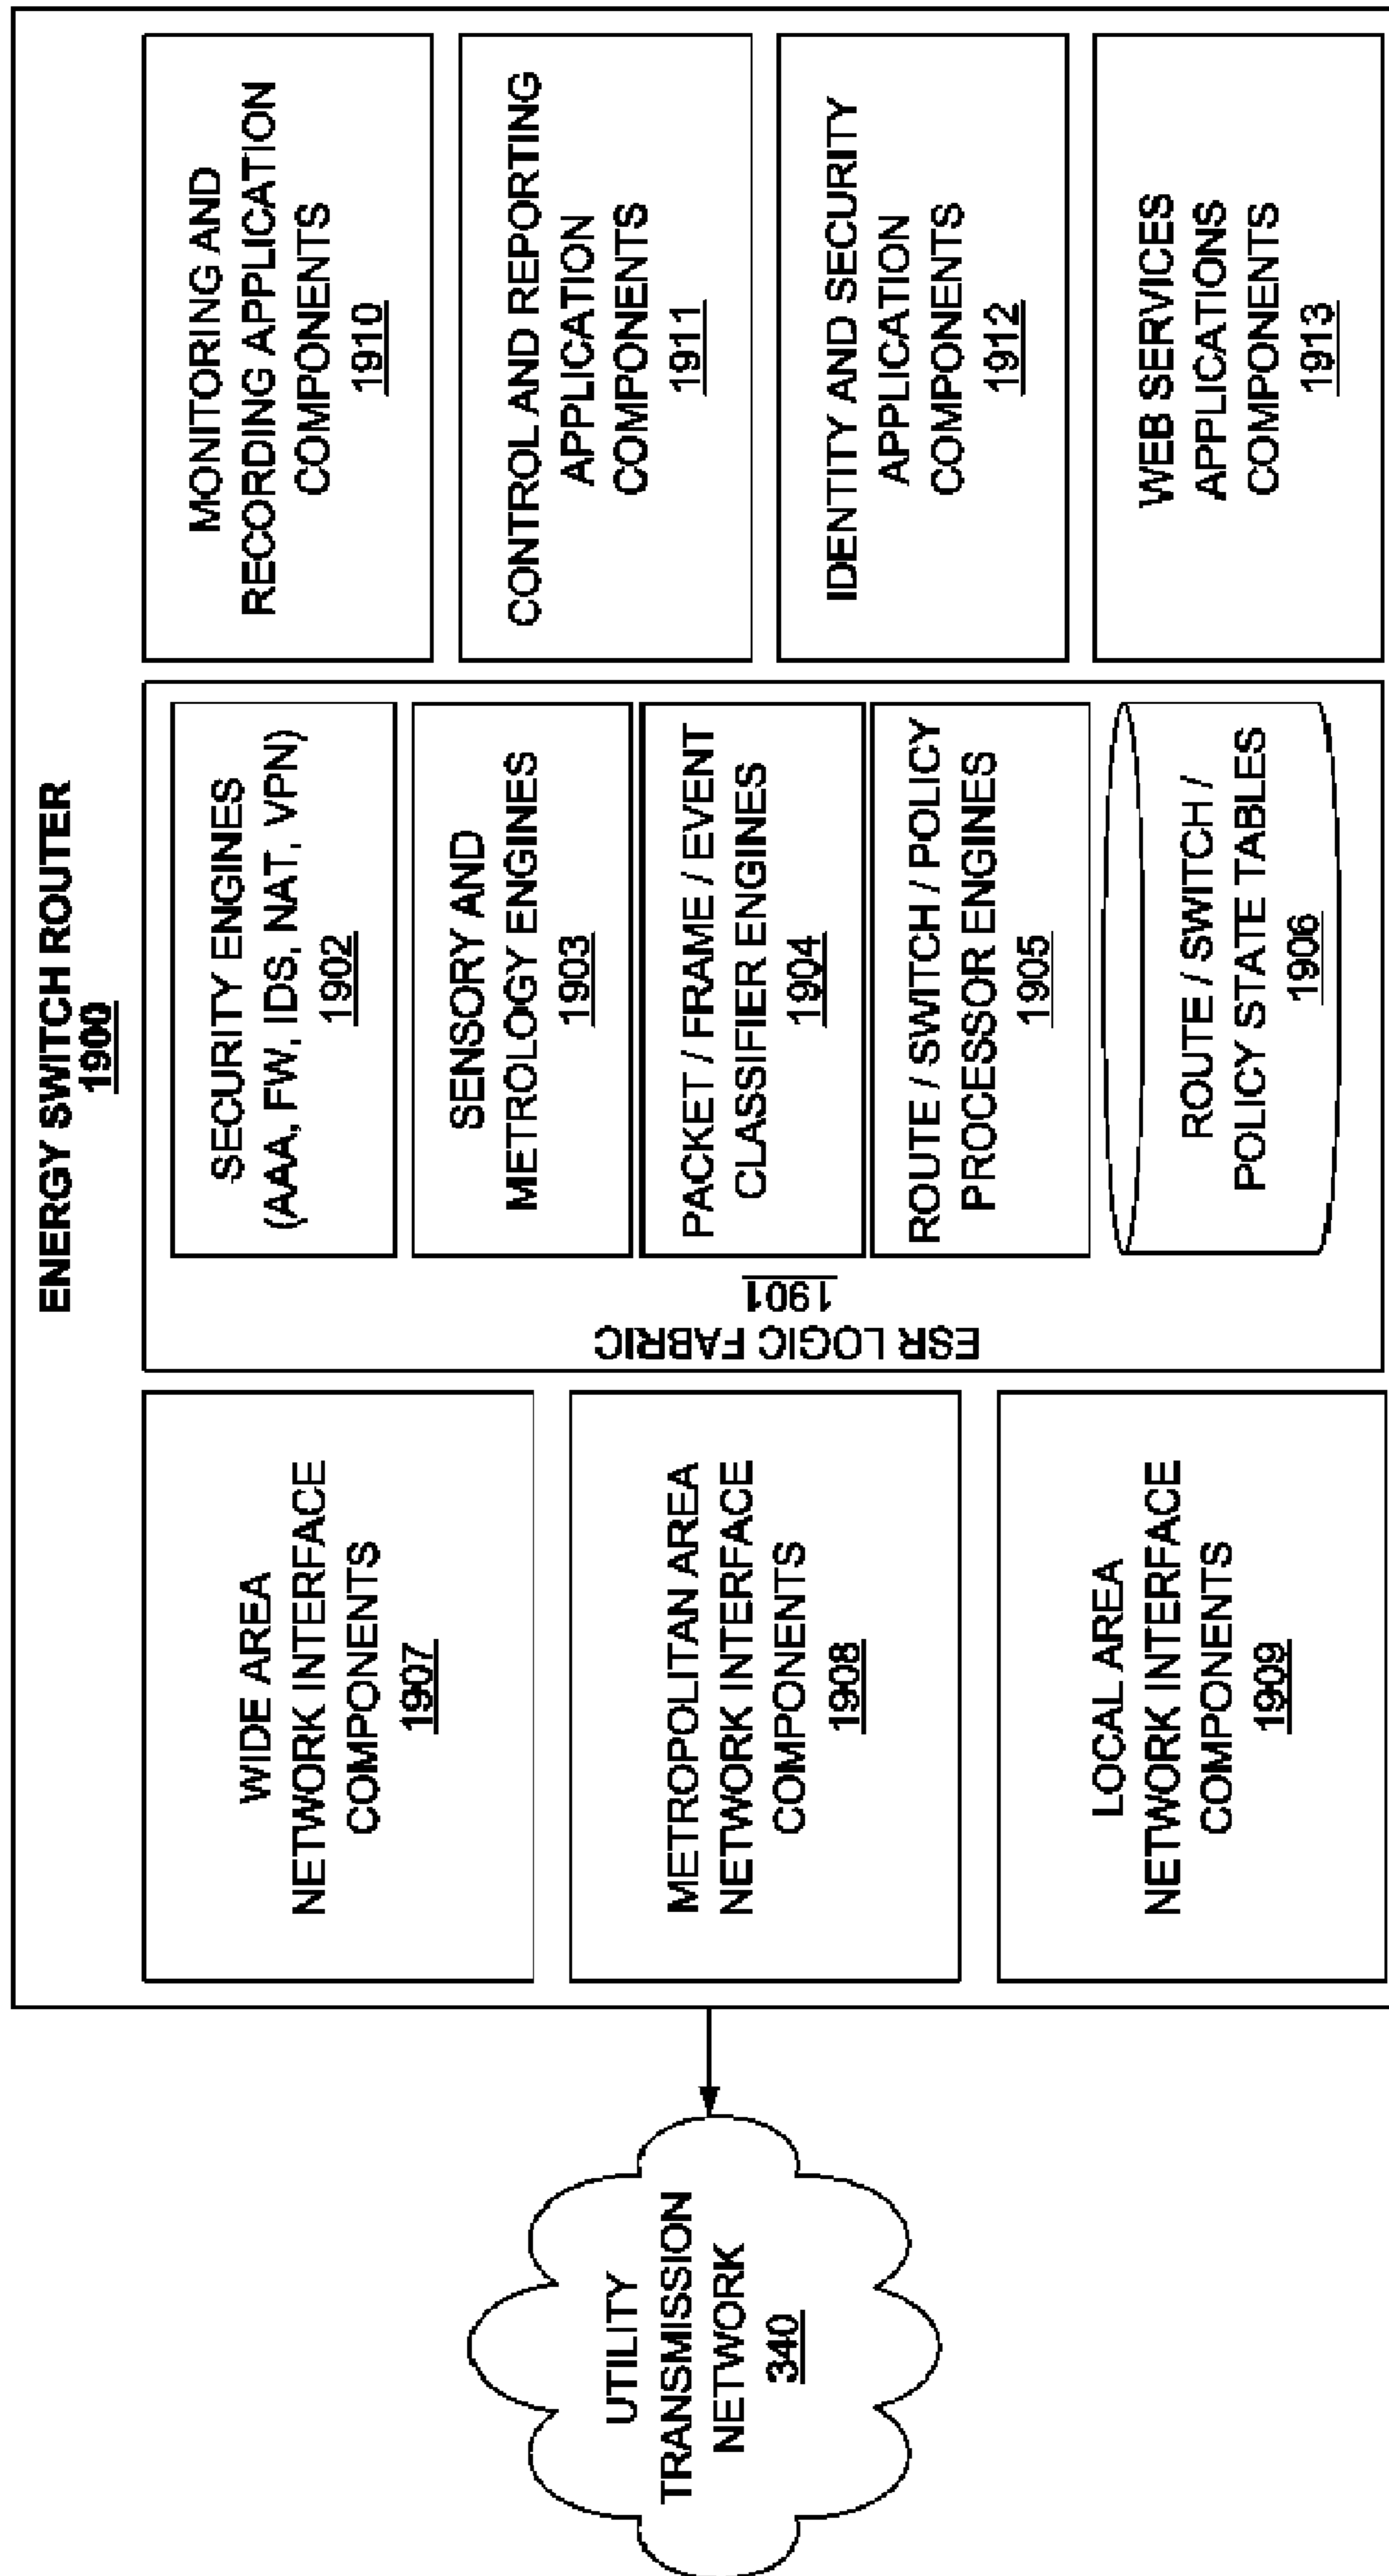 ENERGY SWITCH ROUTER
1900
UTILITY
TRANSMISSION
NETWORK
340
WIDE AREA
NETWORK INTERFACE
COMPONENTS
1907
METROPOLITAN AREA
NETWORK INTERFACE
COMPONENTS
1908
LOCAL AREA
NETWORK INTERFACE
COMPONENTS
1909
ESR LOGIC FABRIC
1901
SECURITY ENGINES
(AAA, FW, IDS, NAT, VPN)
1902
SENSORY AND
METROLOGY ENGINES
1903
PACKET / FRAME / EVENT
CLASSIFIER ENGINES
1904
ROUTE / SWITCH / POLICY
PROCESSOR ENGINES
1905
ROUTE / SWITCH /
POLICY STATE TABLES
1906
MONITORING AND
RECORDING APPLICATION
COMPONENTS
1910
CONTROL AND REPORTING
APPLICATION
COMPONENTS
1911
IDENTITY AND SECURITY
APPLICATION
COMPONENTS
1912
WEB SERVICES
APPLICATIONS
COMPONENTS
1913